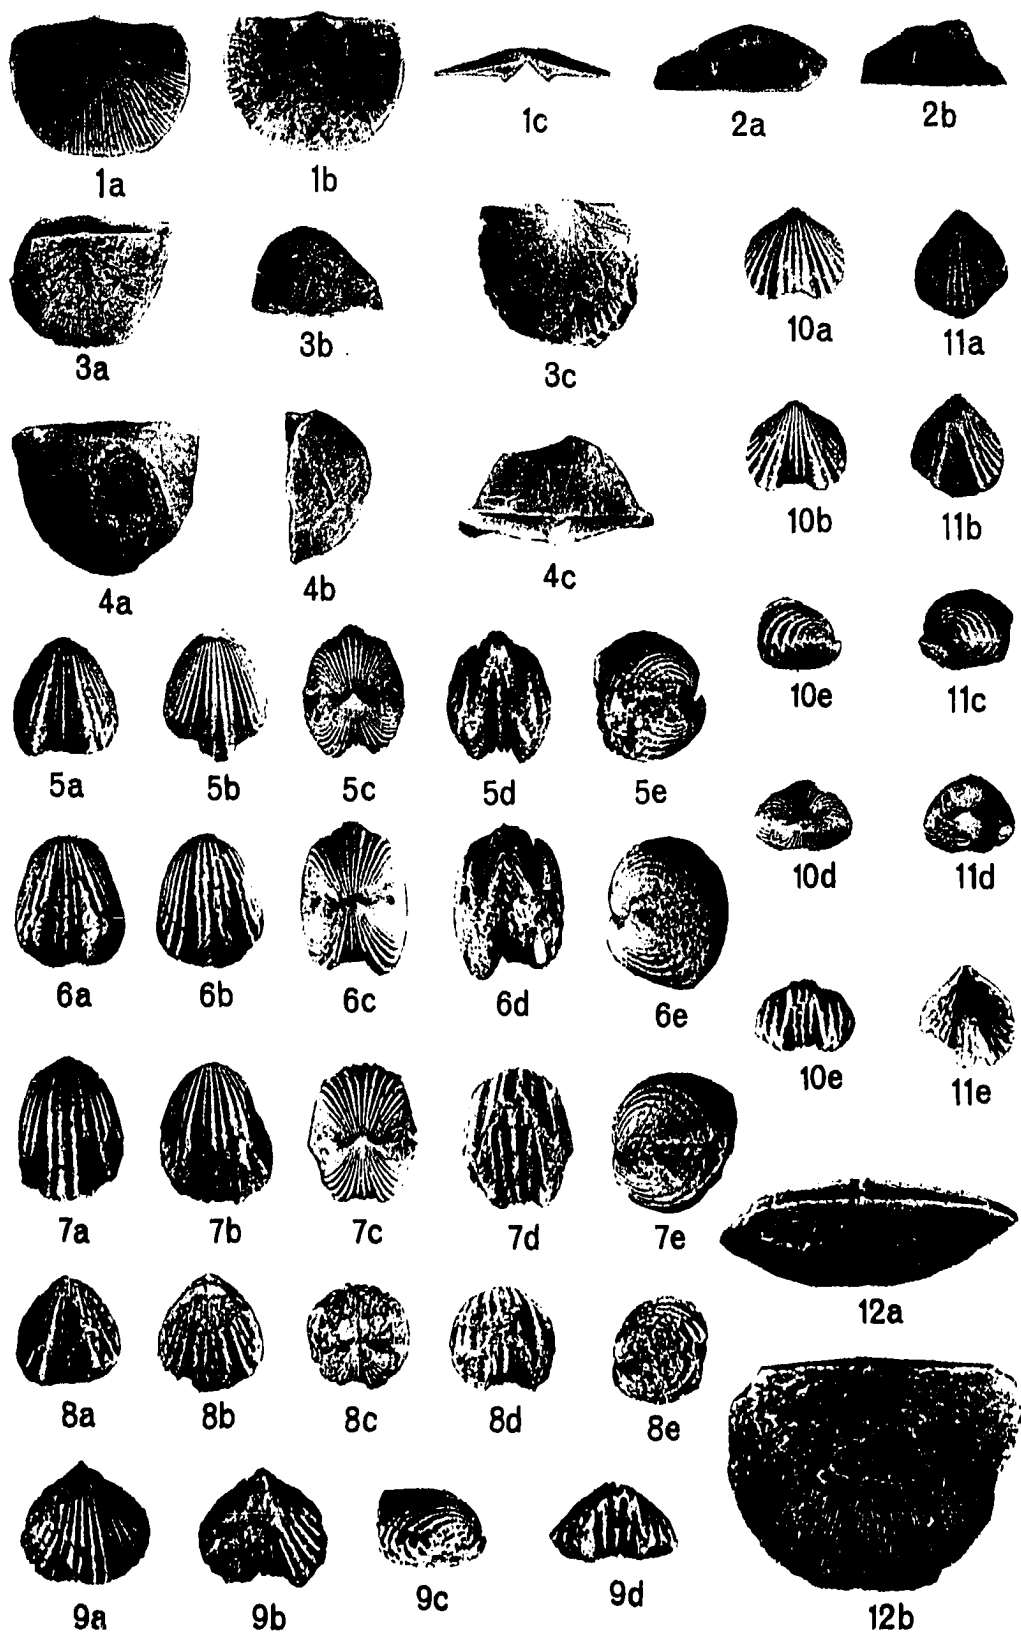 1a 1b 1c 2a 2b
3a 3b 3c 10a 11a
4a 4b 4c 10b 11b
5a 5b 5c 5d 5e 10e 11c
6a 6b 6c 6d 6e 10d 11d
7a 7b 7c 7d 7e 10e 11e
8a 8b 8c 8d 8e 12a
9a 9b 9c 9d 12b